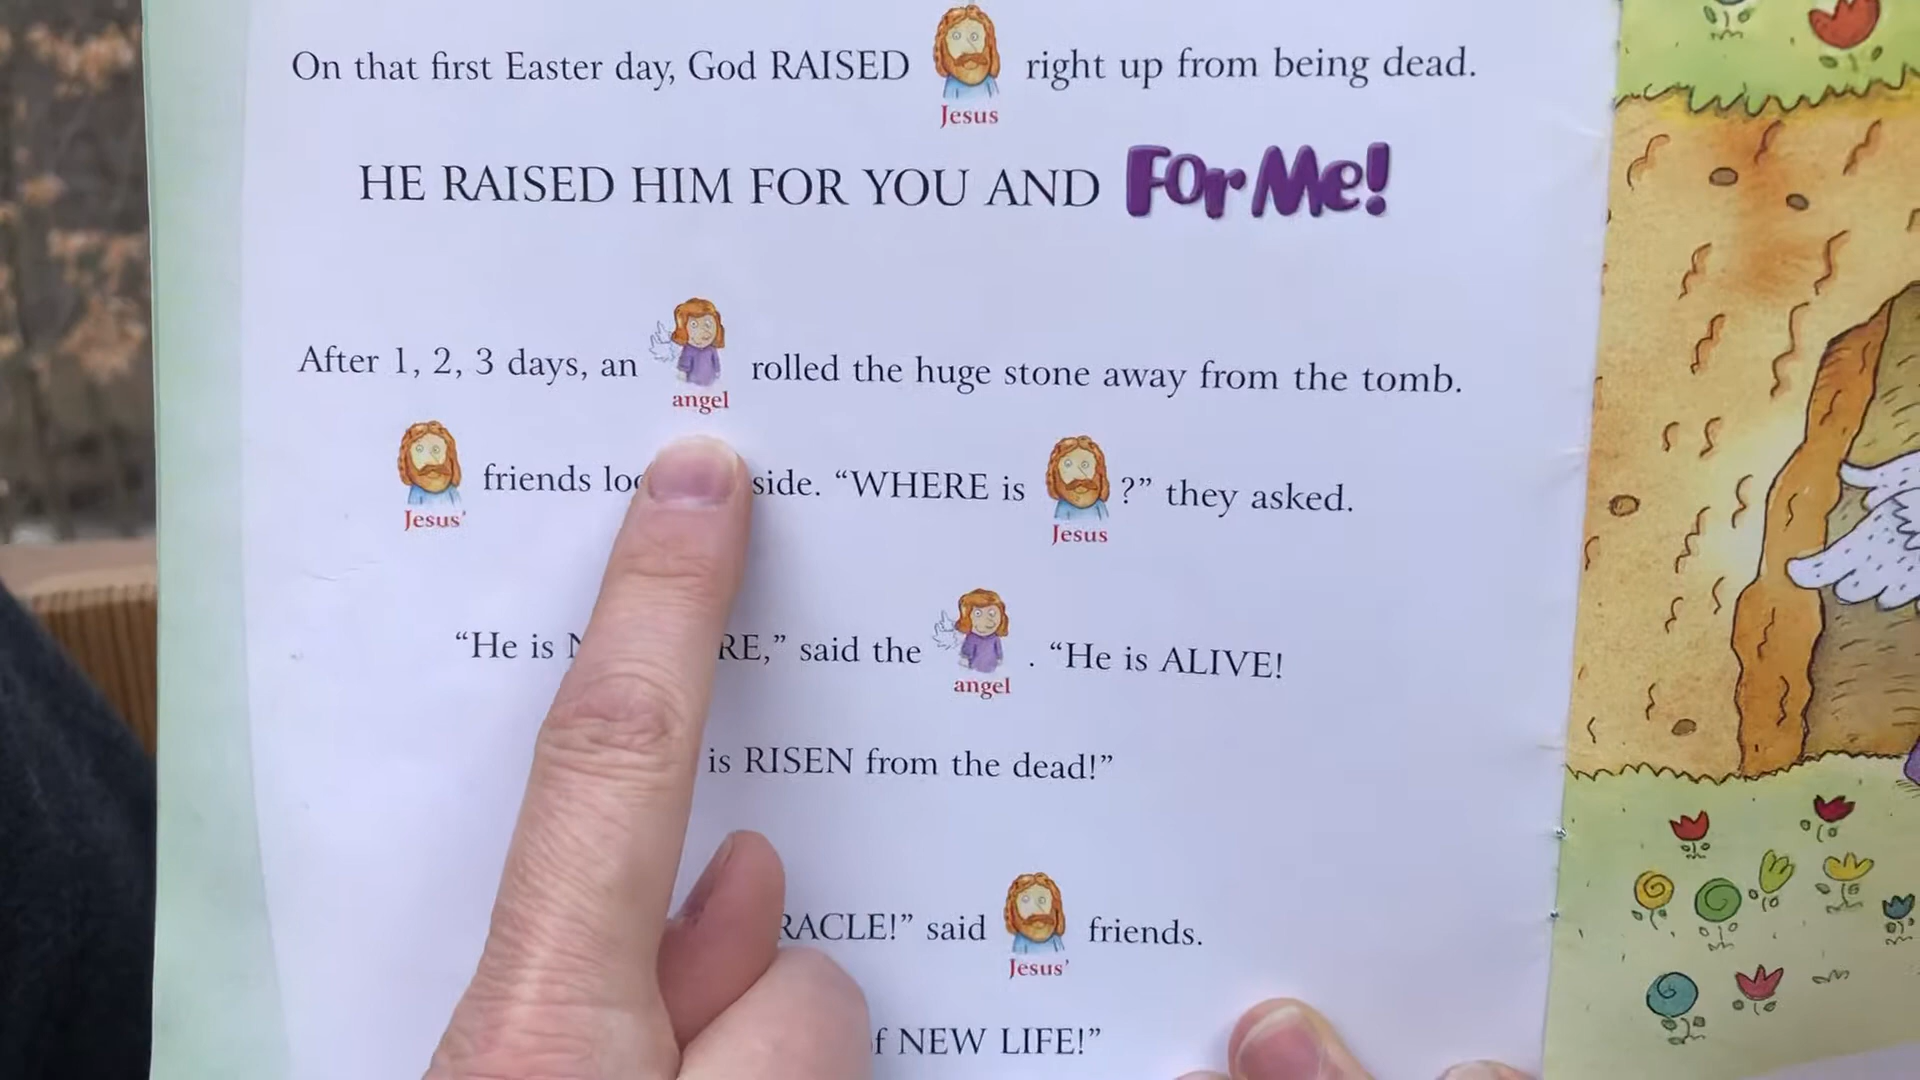 On that first Easter day, God RAISED Jesus right up from being dead.
HE RAISED HIM FOR YOU AND FOr Me!
After 1, 2, 3 days, an angel rolled the huge stone away from the tomb.
Jesus' friends side. “WHERE is Jesus ?” they asked.
“He is RE,” said the angel . “He is ALIVE!
is RISEN from the dead!”
RACLE!” said Jesus' friends.
f NEW LIFE!”